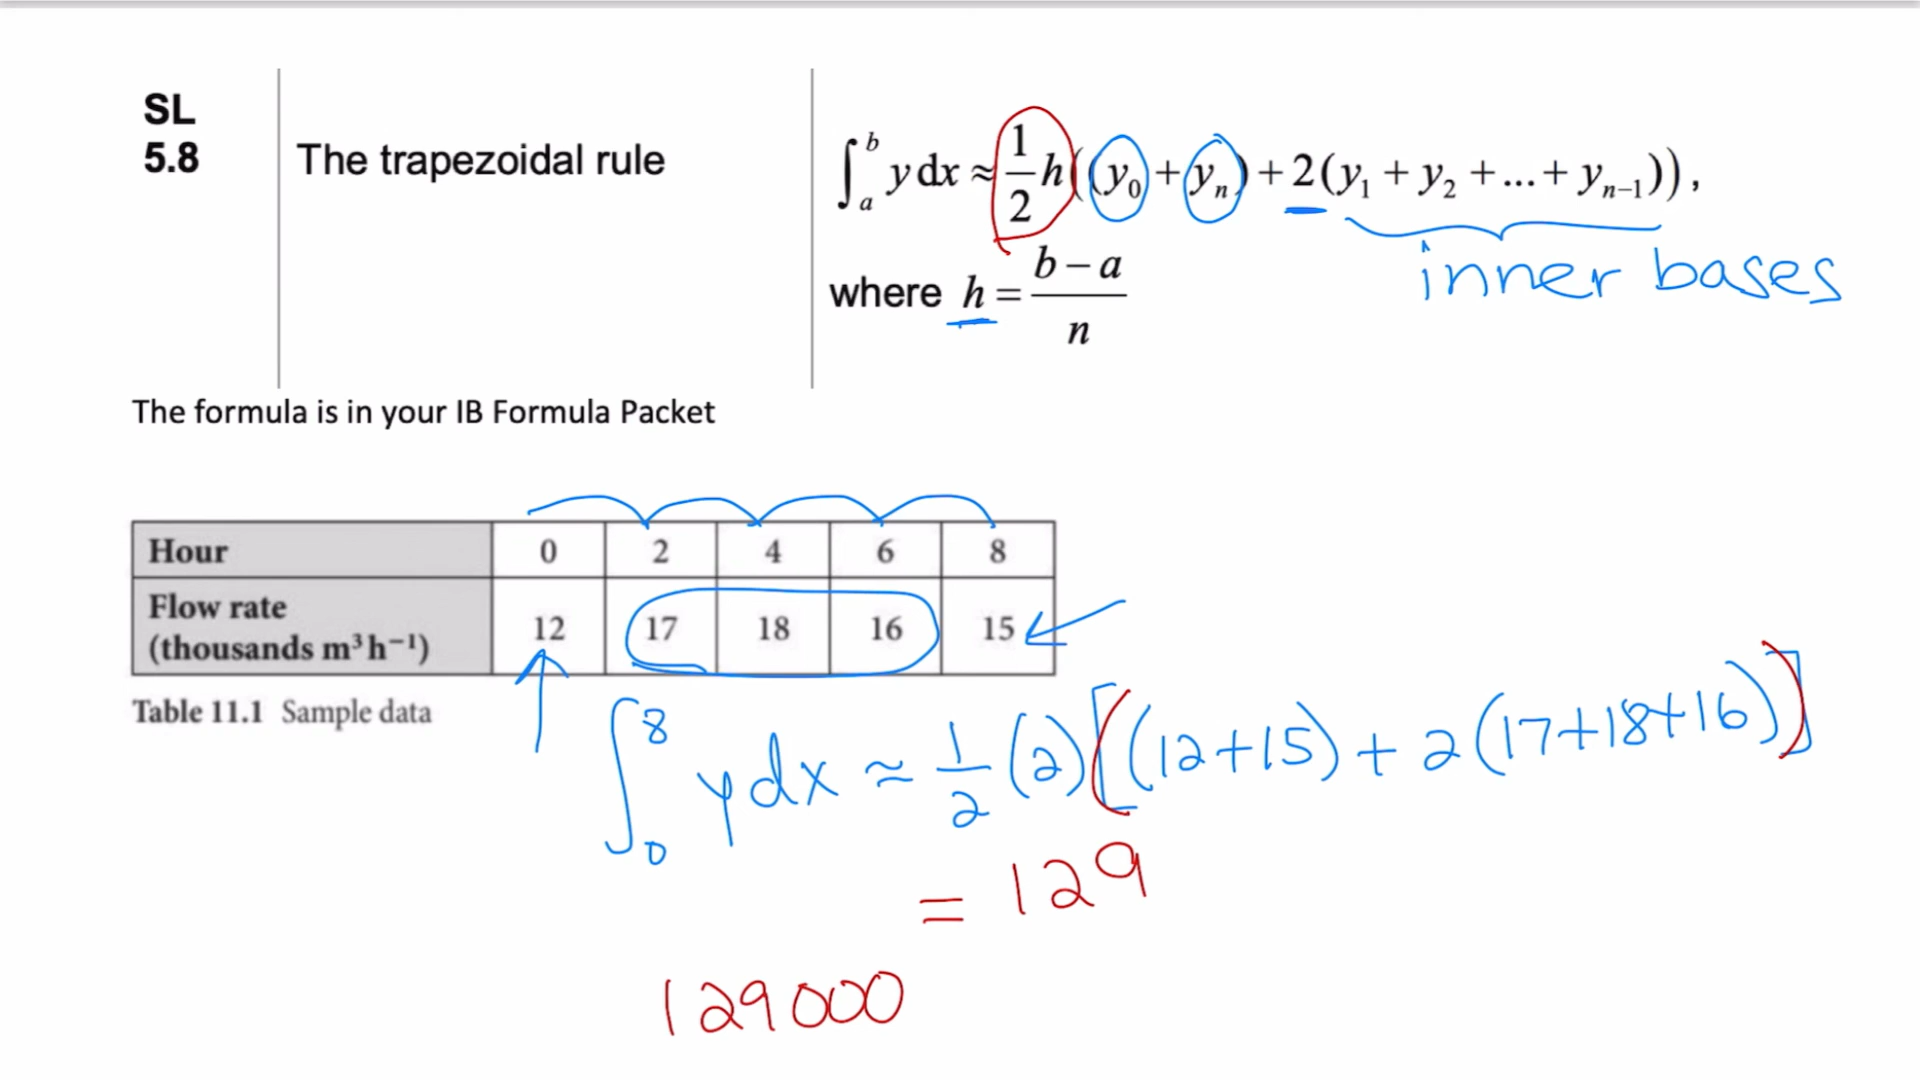 SL
5.8
The trapezoidal rule
∫ₐᵇ y dx ≈ 1/2 h((y₀ + yₙ) + 2(y₁ + y₂ + ... + yₙ₋₁)),
where h = (b − a)/n
inner bases
The formula is in your IB Formula Packet
Hour 0 2 4 6 8
Flow rate (thousands m³ h⁻¹) 12 17 18 16 15
Table 11.1 Sample data
∫₀⁸ ydx ≈ 1/2 (2)[((12+15) + 2(17+18+16))]
= 129
129000